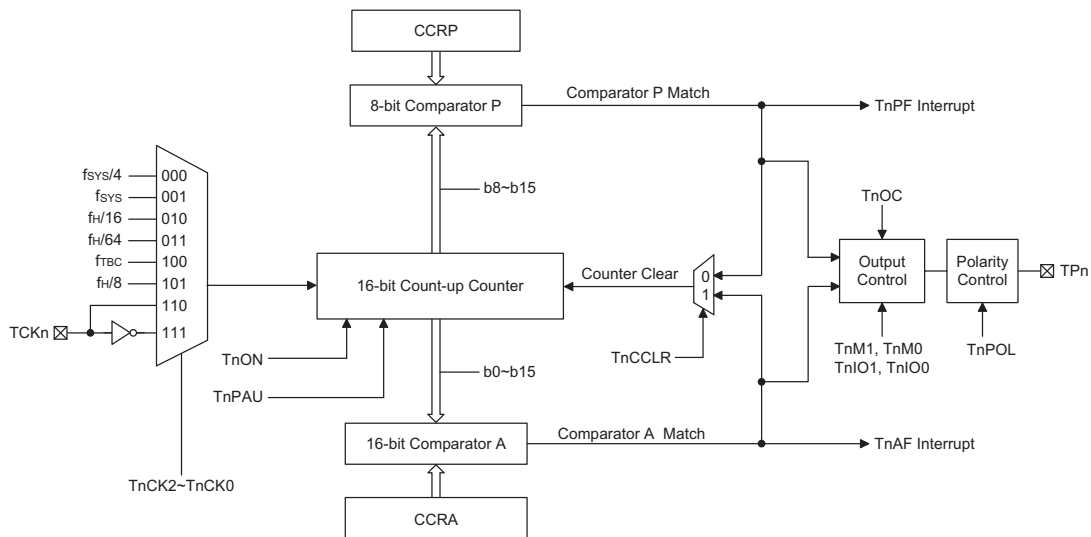 CCRP
8-bit Comparator P
Comparator P Match
TnPF Interrupt
b8~b15
fSYS/4
000
fSYS
001
fH/16
010
fH/64
011
fTBC
100
fH/8
101
110
111
TCKn
TnCK2~TnCK0
16-bit Count-up Counter
TnON
TnPAU
Counter Clear
0
1
TnCCLR
TnOC
Output
Control
TnM1, TnM0
TnIO1, TnIO0
Polarity
Control
TnPOL
TPn
b0~b15
16-bit Comparator A
Comparator A Match
TnAF Interrupt
CCRA